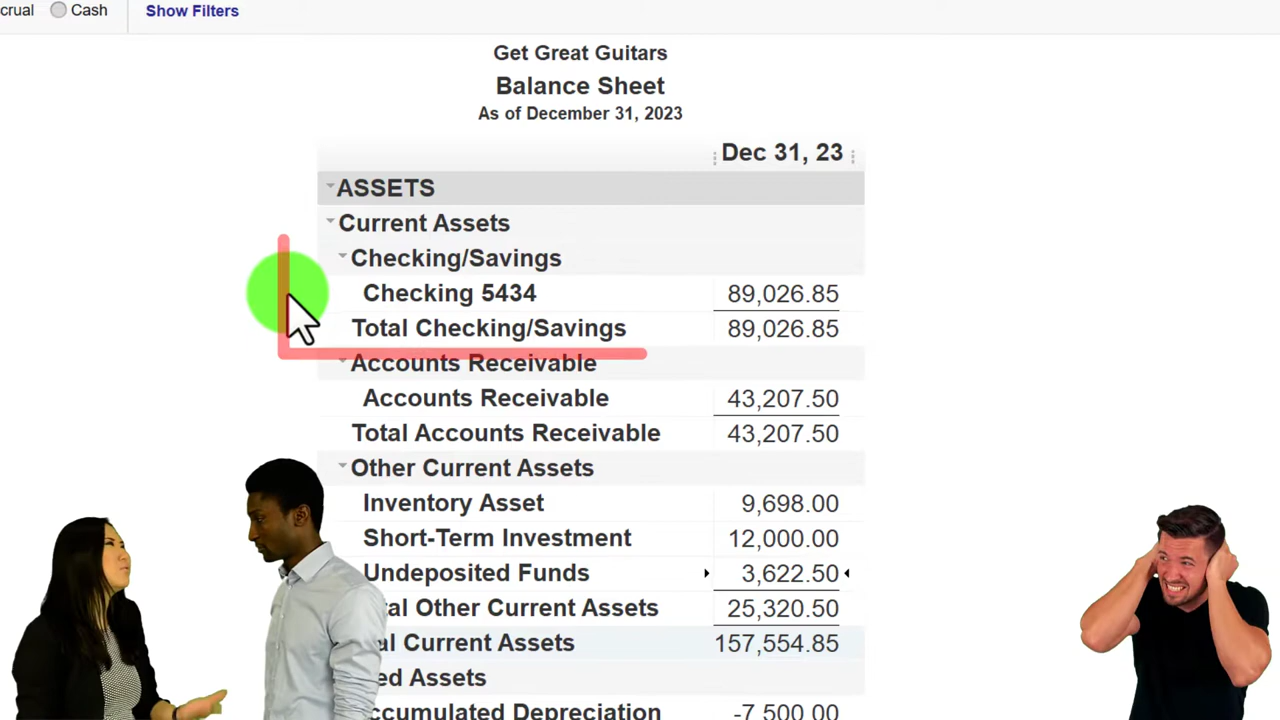 crual Cash Show Filters
Get Great Guitars
Balance Sheet
As of December 31, 2023
Dec 31, 23
ASSETS
Current Assets
Checking/Savings
Checking 5434 89,026.85
Total Checking/Savings 89,026.85
Accounts Receivable
Accounts Receivable 43,207.50
Total Accounts Receivable 43,207.50
Other Current Assets
Inventory Asset 9,698.00
Short-Term Investment 12,000.00
Undeposited Funds 3,622.50
tal Other Current Assets 25,320.50
al Current Assets 157,554.85
ed Assets
ccumulated Depreciation -7,500.00